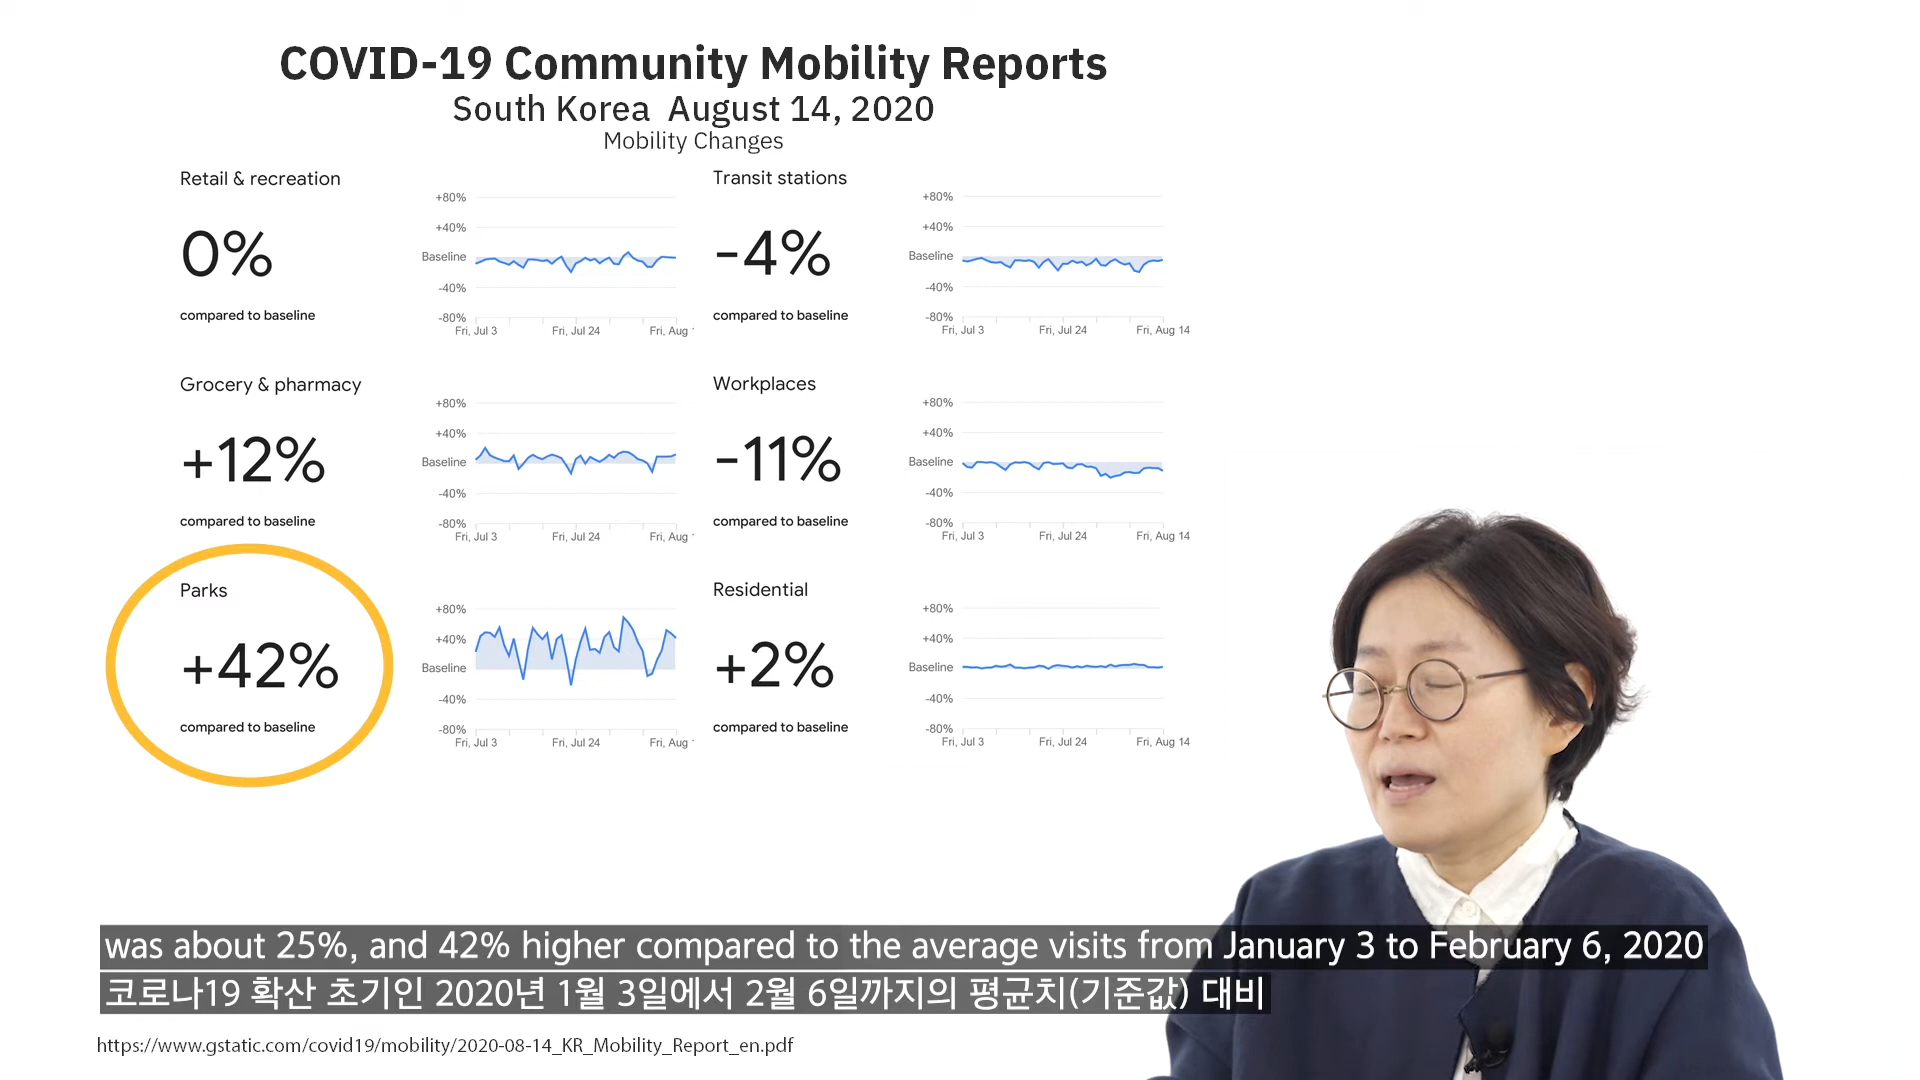 COVID-19 Community Mobility Reports
South Korea August 14, 2020
Mobility Changes
Retail & recreation
0%
compared to baseline
+80%
+40%
Baseline
-40%
-80%
Fri, Jul 3
Fri, Jul 24
Fri, Aug
Transit stations
-4%
compared to baseline
+80%
+40%
Baseline
-40%
-80%
Fri, Jul 3
Fri, Jul 24
Fri, Aug 14
Grocery & pharmacy
+12%
compared to baseline
+80%
+40%
Baseline
-40%
-80%
Fri, Jul 3
Fri, Jul 24
Fri, Aug
Workplaces
-11%
compared to baseline
+80%
+40%
Baseline
-40%
-80%
Fri, Jul 3
Fri, Jul 24
Fri, Aug 14
Parks
+42%
compared to baseline
+80%
+40%
Baseline
-40%
-80%
Fri, Jul 3
Fri, Jul 24
Fri, Aug
Residential
+2%
compared to baseline
+80%
+40%
Baseline
-40%
-80%
Fri, Jul 3
Fri, Jul 24
Fri, Aug 14
was about 25%, and 42% higher compared to the average visits from January 3 to February 6, 2020
코로나19 확산 초기인 2020년 1월 3일에서 2월 6일까지의 평균치(기준값) 대비
https://www.gstatic.com/covid19/mobility/2020-08-14_KR_Mobility_Report_en.pdf